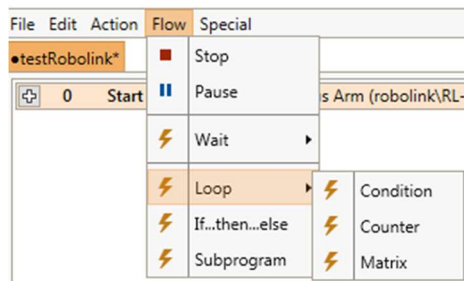 File Edit Action Flow Special
●testRobolink*
Stop
0 Start
Pause
s Arm (robolink\RL-
Wait
Loop
Condition
If...then...else
Counter
Subprogram
Matrix